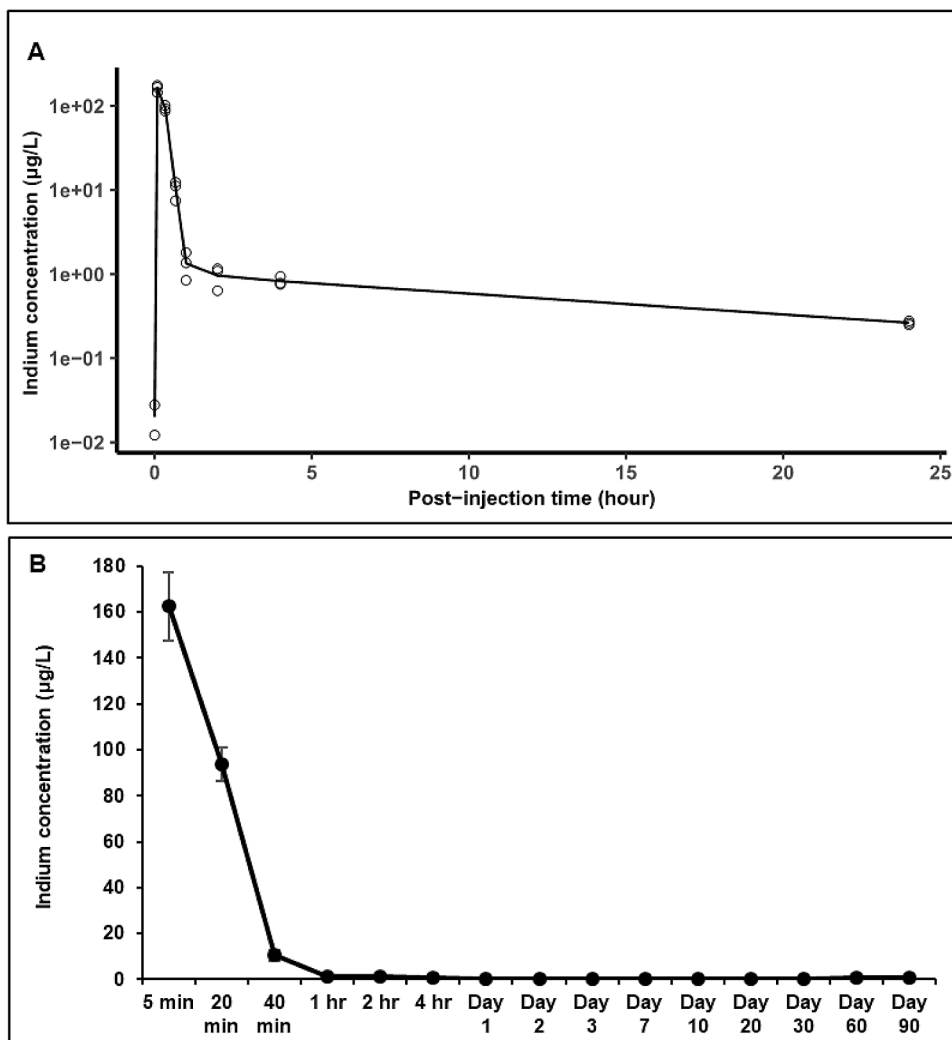 A
Indium concentration (µg/L)
1e+02
1e+01
1e+00
1e−01
1e−02
0 5 10 15 20 25
Post−injection time (hour)
B
Indium concentration (µg/L)
180
160
140
120
100
80
60
40
20
0
5 min 20 40 1 hr 2 hr 4 hr Day Day Day Day Day Day Day Day Day
min min 1 2 3 7 10 20 30 60 90